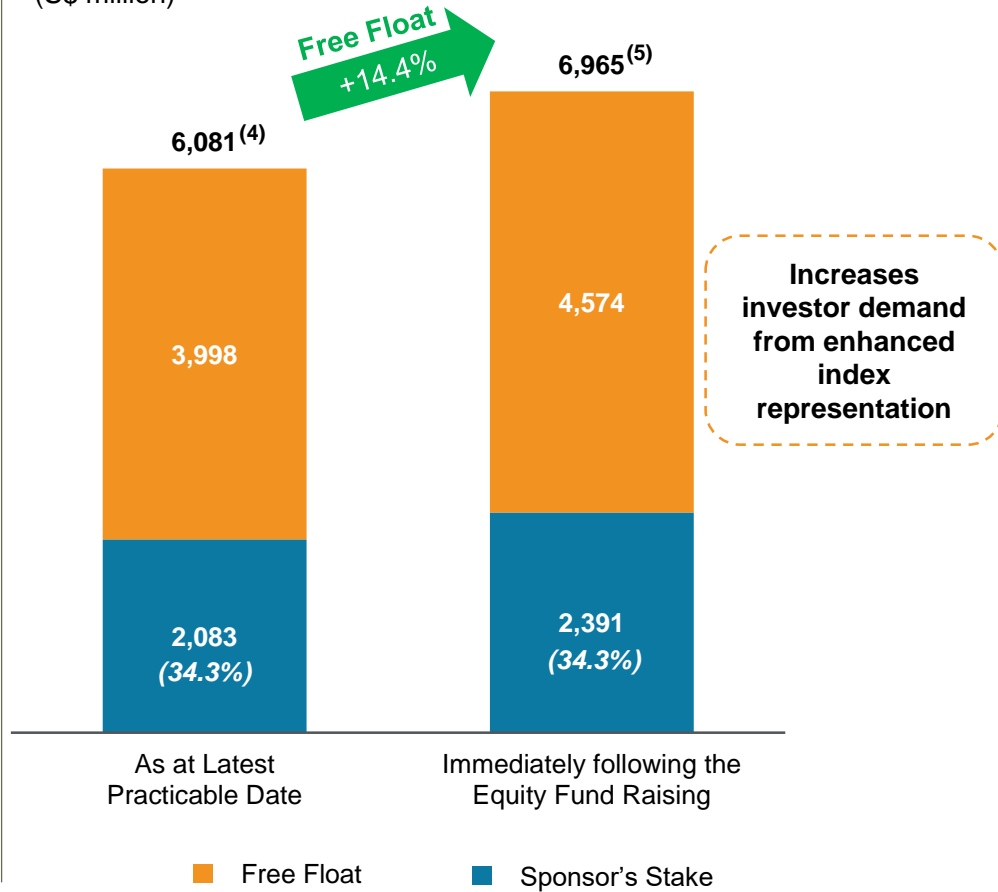 (S$ million)
Free Float
+14.4%
6,965(5)
6,081(4)
Increases
investor demand
from enhanced
index
representation
4,574
3,998
2,391
(34.3%)
2,083
(34.3%)
As at Latest
Practicable Date
Immediately following the
Equity Fund Raising
Free Float
Sponsor's Stake